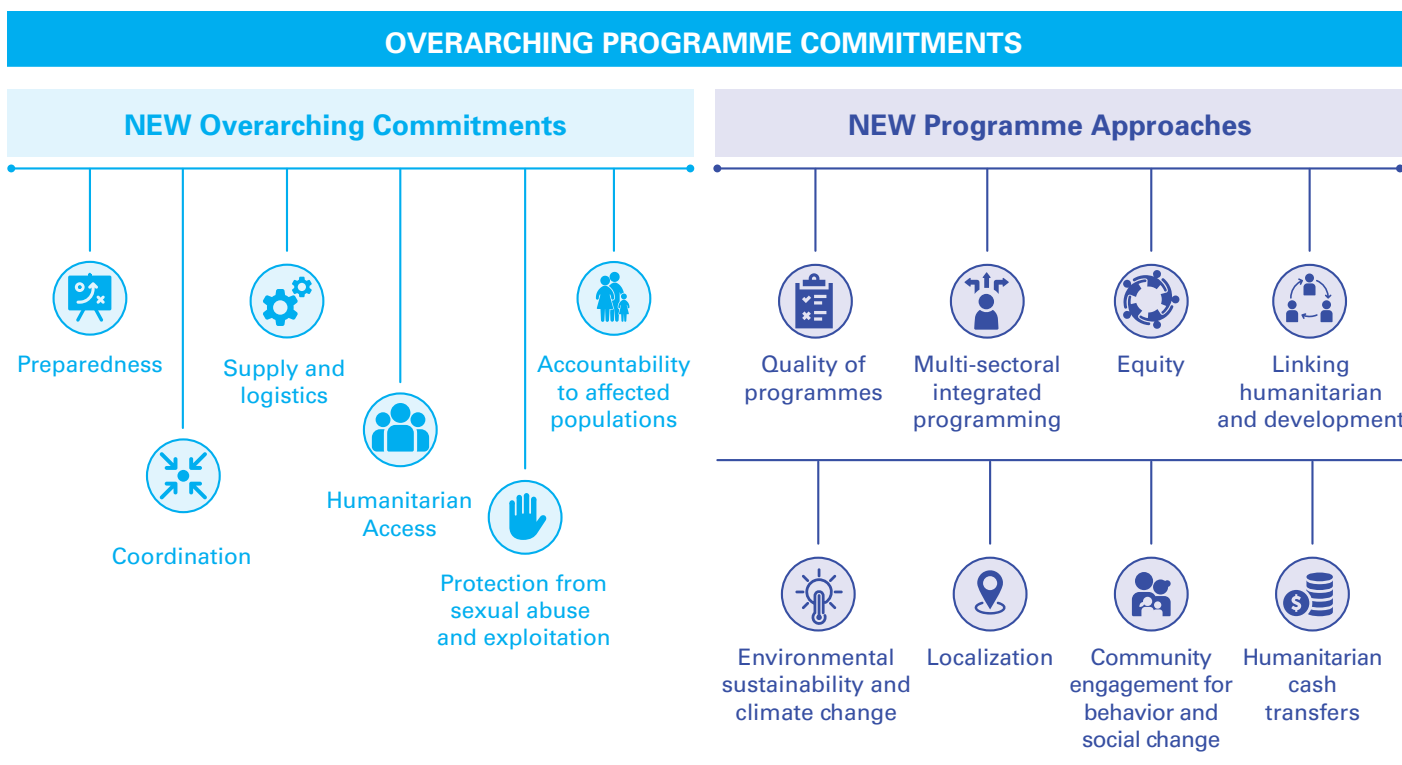 OVERARCHING PROGRAMME COMMITMENTS
NEW Overarching Commitments
Preparedness
Coordination
Supply and
logistics
Humanitarian
Access
Protection from
sexual abuse
and exploitation
Accountability
to affected
populations
NEW Programme Approaches
Quality of
programmes
Multi-sectoral
integrated
programming
Equity
Linking
humanitarian
and development
Environmental
sustainability and
climate change
Localization
Community
engagement for
behavior and
social change
$
Humanitarian
cash
transfers